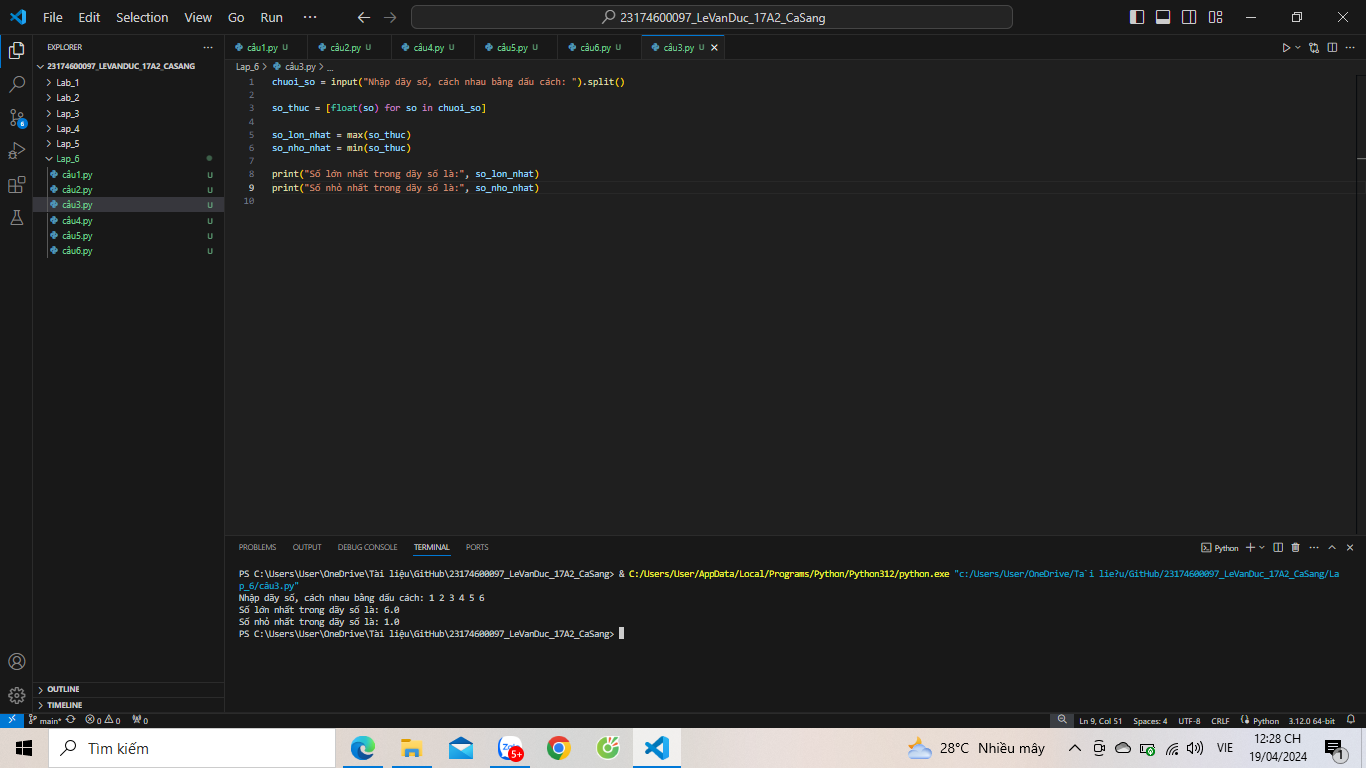 File Edit Selection View Go Run ··· 23174600097_LeVanDuc_17A2_CaSang
EXPLORER ···
23174600097_LEVANDUC_17A2_CASANG
Lab_1
Lab_2
Lap_3
Lap_4
Lap_5
Lap_6
câu1.py U
câu2.py U
câu3.py U
câu4.py U
câu5.py U
câu6.py U
OUTLINE
TIMELINE
câu1.py U câu2.py U câu4.py U câu5.py U câu6.py U câu3.py U
Lap_6 > câu3.py > ...
1 chuoi_so = input("Nhập dãy số, cách nhau bằng dấu cách: ").split()
2
3 so_thuc = [float(so) for so in chuoi_so]
4
5 so_lon_nhat = max(so_thuc)
6 so_nho_nhat = min(so_thuc)
7
8 print("Số lớn nhất trong dãy số là:", so_lon_nhat)
9 print("Số nhỏ nhất trong dãy số là:", so_nho_nhat)
10
PROBLEMS OUTPUT DEBUG CONSOLE TERMINAL PORTS Python
PS C:\Users\User\OneDrive\Tài liệu\GitHub\23174600097_LeVanDuc_17A2_CaSang> & C:/Users/User/AppData/Local/Programs/Python/Python312/python.exe "c:/Users/User/OneDrive/Ta`i lie?u/GitHub/23174600097_LeVanDuc_17A2_CaSang/La
p_6/câu3.py"
Nhập dãy số, cách nhau bằng dấu cách: 1 2 3 4 5 6
Số lớn nhất trong dãy số là: 6.0
Số nhỏ nhất trong dãy số là: 1.0
PS C:\Users\User\OneDrive\Tài liệu\GitHub\23174600097_LeVanDuc_17A2_CaSang>
main* 0 0 0 Ln 9, Col 51 Spaces: 4 UTF-8 CRLF Python 3.12.0 64-bit
Tìm kiếm 5+ 28°C Nhiều mây VIE 12:28 CH
19/04/2024 1